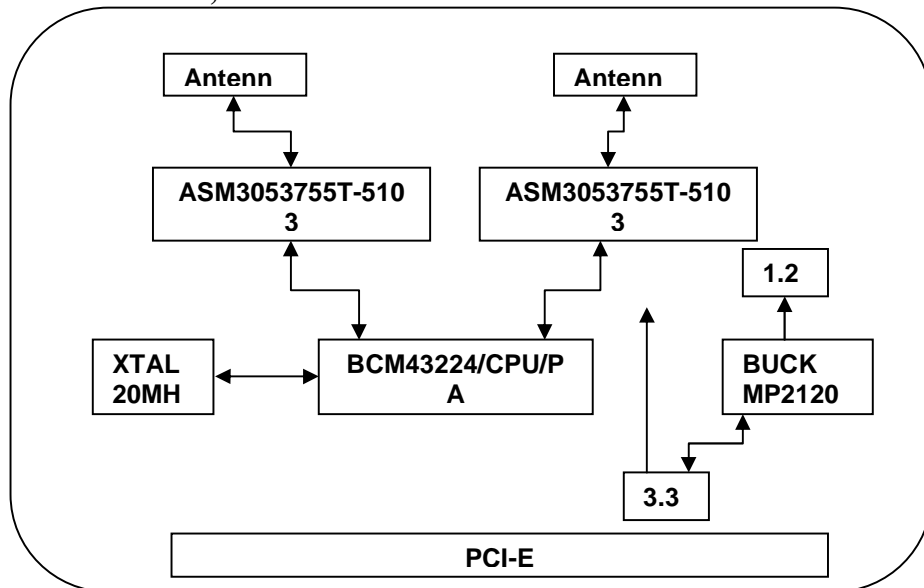 Antenn
Antenn
ASM3053755T-510
3
ASM3053755T-510
3
1.2
XTAL
20MH
BCM43224/CPU/P
A
BUCK
MP2120
3.3
PCI-E